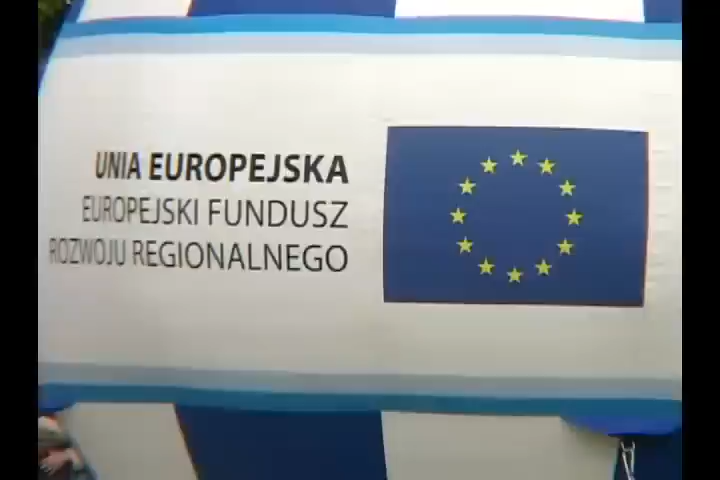 UNIA EUROPEJSKA
EUROPEJSKI FUNDUSZ
ROZWOJU REGIONALNEGO